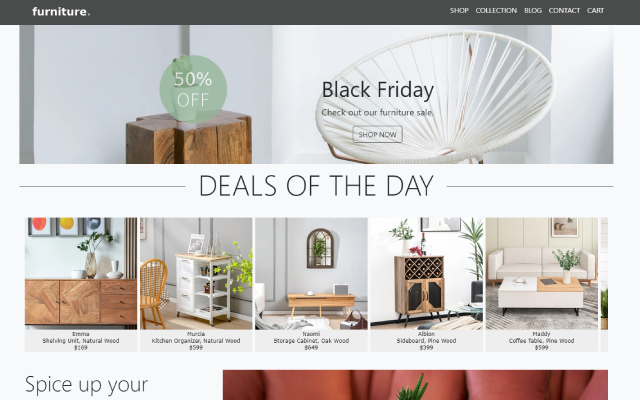 furniture.
SHOP COLLECTION BLOG CONTACT CART
50%
OFF
Black Friday
Check out our furniture sale.
SHOP NOW
DEALS OF THE DAY
Emma
Shelving Unit, Natural Wood
$169
Murcia
Kitchen Organizer, Natural Wood
$599
Naomi
Storage Cabinet, Oak Wood
$649
Albion
Sideboard, Pine Wood
$399
Maddy
Coffee Table, Pine Wood
$599
Spice up your